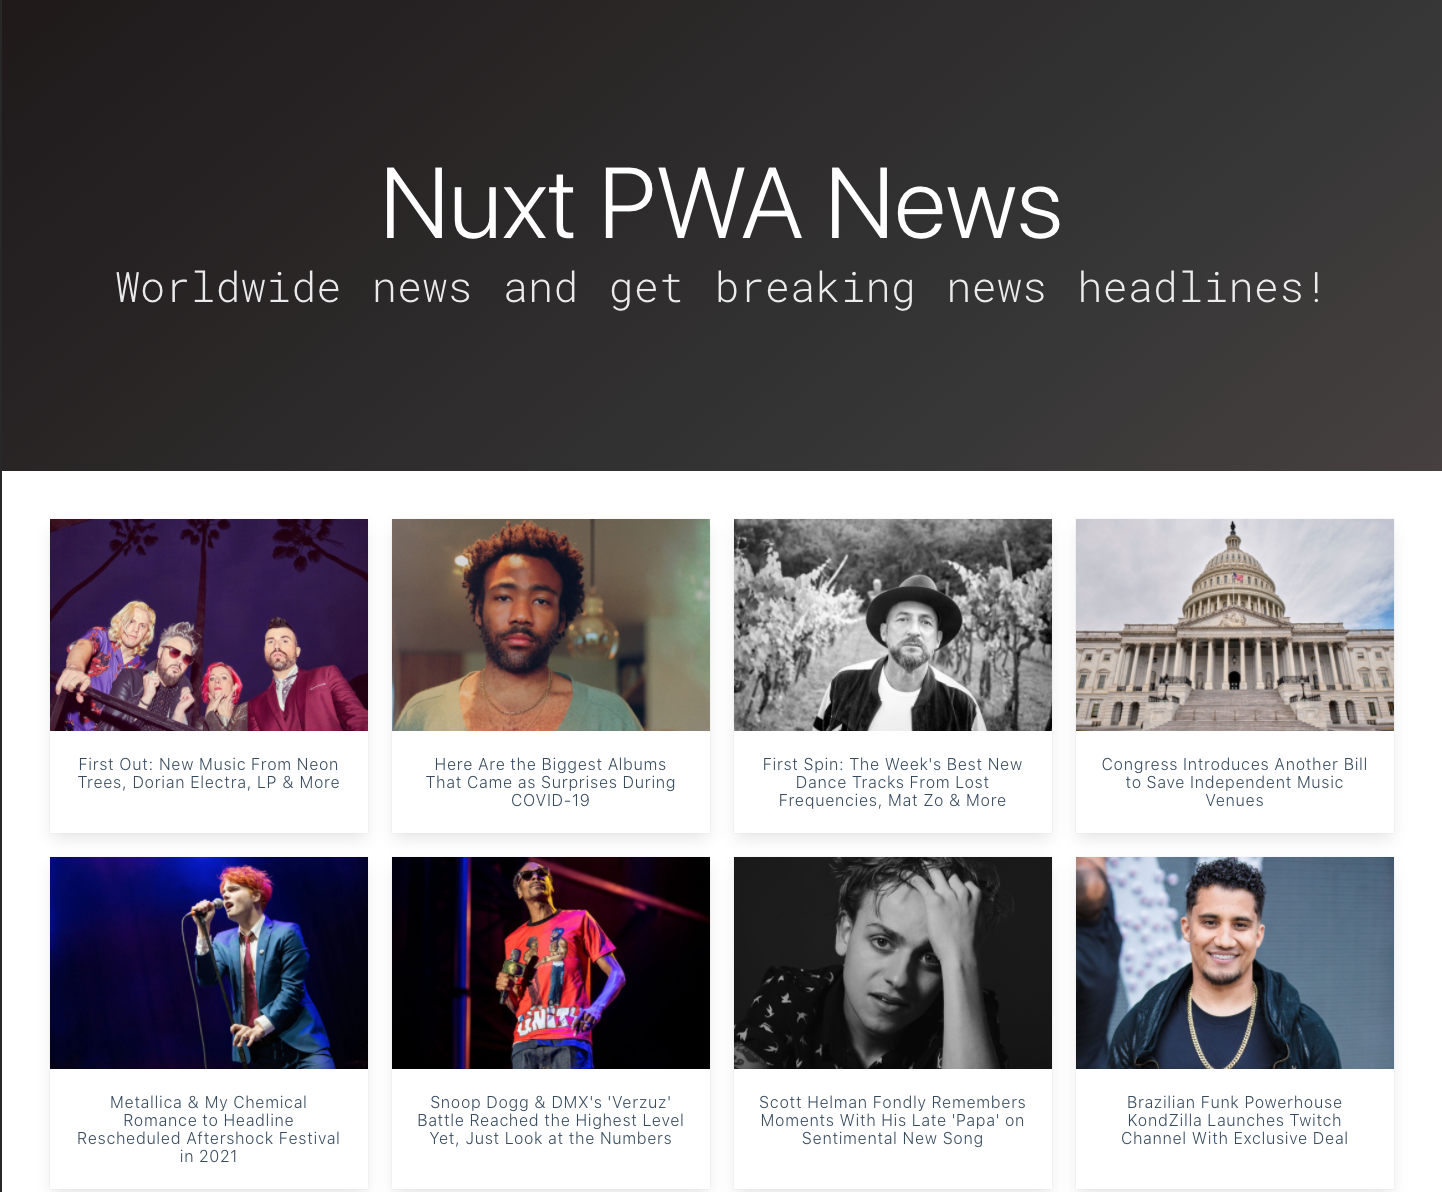 Nuxt PWA News
Worldwide news and get breaking news headlines!
First Out: New Music From Neon
Trees, Dorian Electra, LP & More
Here Are the Biggest Albums
That Came as Surprises During
COVID-19
First Spin: The Week's Best New
Dance Tracks From Lost
Frequencies, Mat Zo & More
Congress Introduces Another Bill
to Save Independent Music
Venues
UNITY
Metallica & My Chemical
Romance to Headline
Rescheduled Aftershock Festival
in 2021
Snoop Dogg & DMX's 'Verzuz'
Battle Reached the Highest Level
Yet, Just Look at the Numbers
Scott Helman Fondly Remembers
Moments With His Late 'Papa' on
Sentimental New Song
Brazilian Funk Powerhouse
KondZilla Launches Twitch
Channel With Exclusive Deal